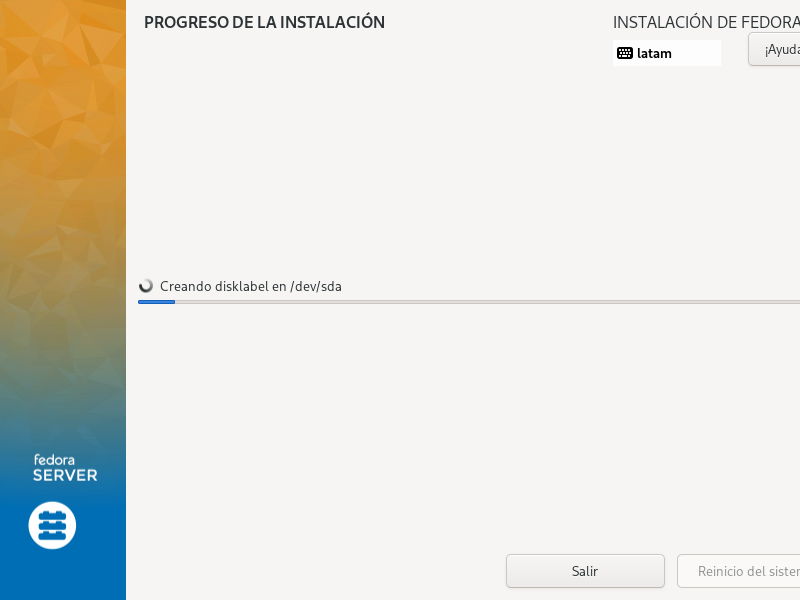 PROGRESO DE LA INSTALACIÓN
INSTALACIÓN DE FEDORA
latam
¡Ayuda
Creando disklabel en /dev/sda
fedora
SERVER
Salir
Reinicio del sister